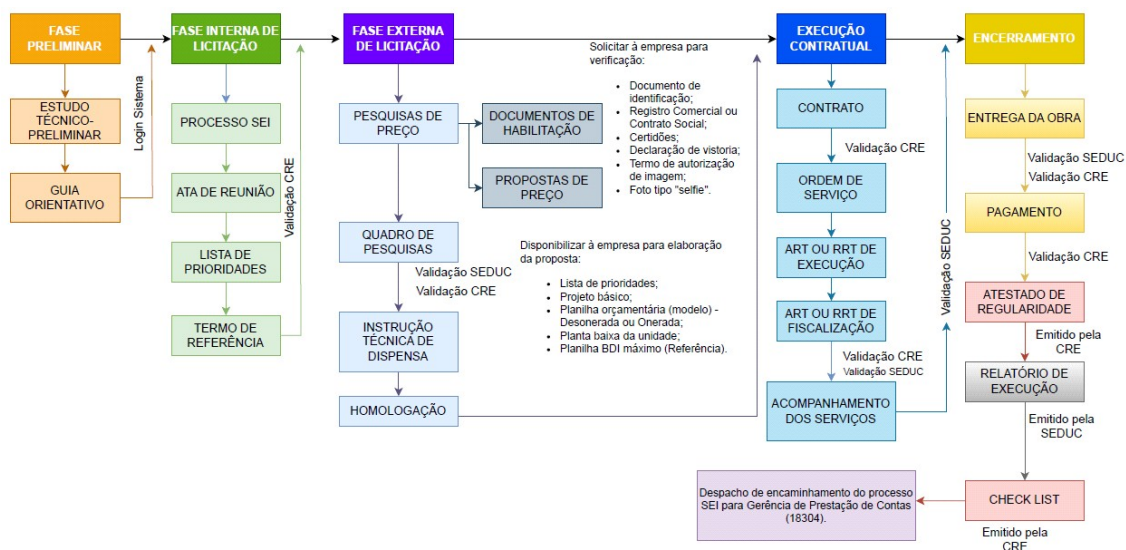 FASE
PRELIMINAR
ESTUDO
TÉCNICO-
PRELIMINAR
GUIA
ORIENTATIVO
Login Sistema
FASE INTERNA DE
LICITAÇÃO
PROCESSO SEI
ATA DE REUNIÃO
LISTA DE
PRIORIDADES
TERMO DE
REFERÊNCIA
Validação CRE
FASE EXTERNA
DE LICITAÇÃO
PESQUISAS DE
PREÇO
DOCUMENTOS DE
HABILITAÇÃO
PROPOSTAS DE
PREÇO
Solicitar à empresa para
verificação:
• Documento de
identificação;
• Registro Comercial ou
Contrato Social;
• Certidões;
• Declaração de vistoria;
• Termo de autorização
de imagem;
• Foto tipo "selfie".
QUADRO DE
PESQUISAS
Validação SEDUC
Validação CRE
INSTRUÇÃO
TÉCNICA DE
DISPENSA
HOMOLOGAÇÃO
Disponibilizar à empresa para elaboração
da proposta:
• Lista de prioridades;
• Projeto básico;
• Planilha orçamentária (modelo) -
Desonerada ou Onerada;
• Planta baixa da unidade;
• Planilha BDI máximo (Referência).
EXECUÇÃO
CONTRATUAL
CONTRATO
Validação CRE
ORDEM DE
SERVIÇO
ART OU RRT DE
EXECUÇÃO
ART OU RRT DE
FISCALIZAÇÃO
Validação CRE
Validação SEDUC
ACOMPANHAMENTO
DOS SERVIÇOS
Validação SEDUC
ENCERRAMENTO
ENTREGA DA OBRA
Validação SEDUC
Validação CRE
PAGAMENTO
Validação CRE
ATESTADO DE
REGULARIDADE
Emitido pela
CRE
RELATÓRIO DE
EXECUÇÃO
Emitido pela
SEDUC
CHECK LIST
Emitido pela
CRE
Despacho de encaminhamento do processo
SEI para Gerência de Prestação de Contas
(18304).